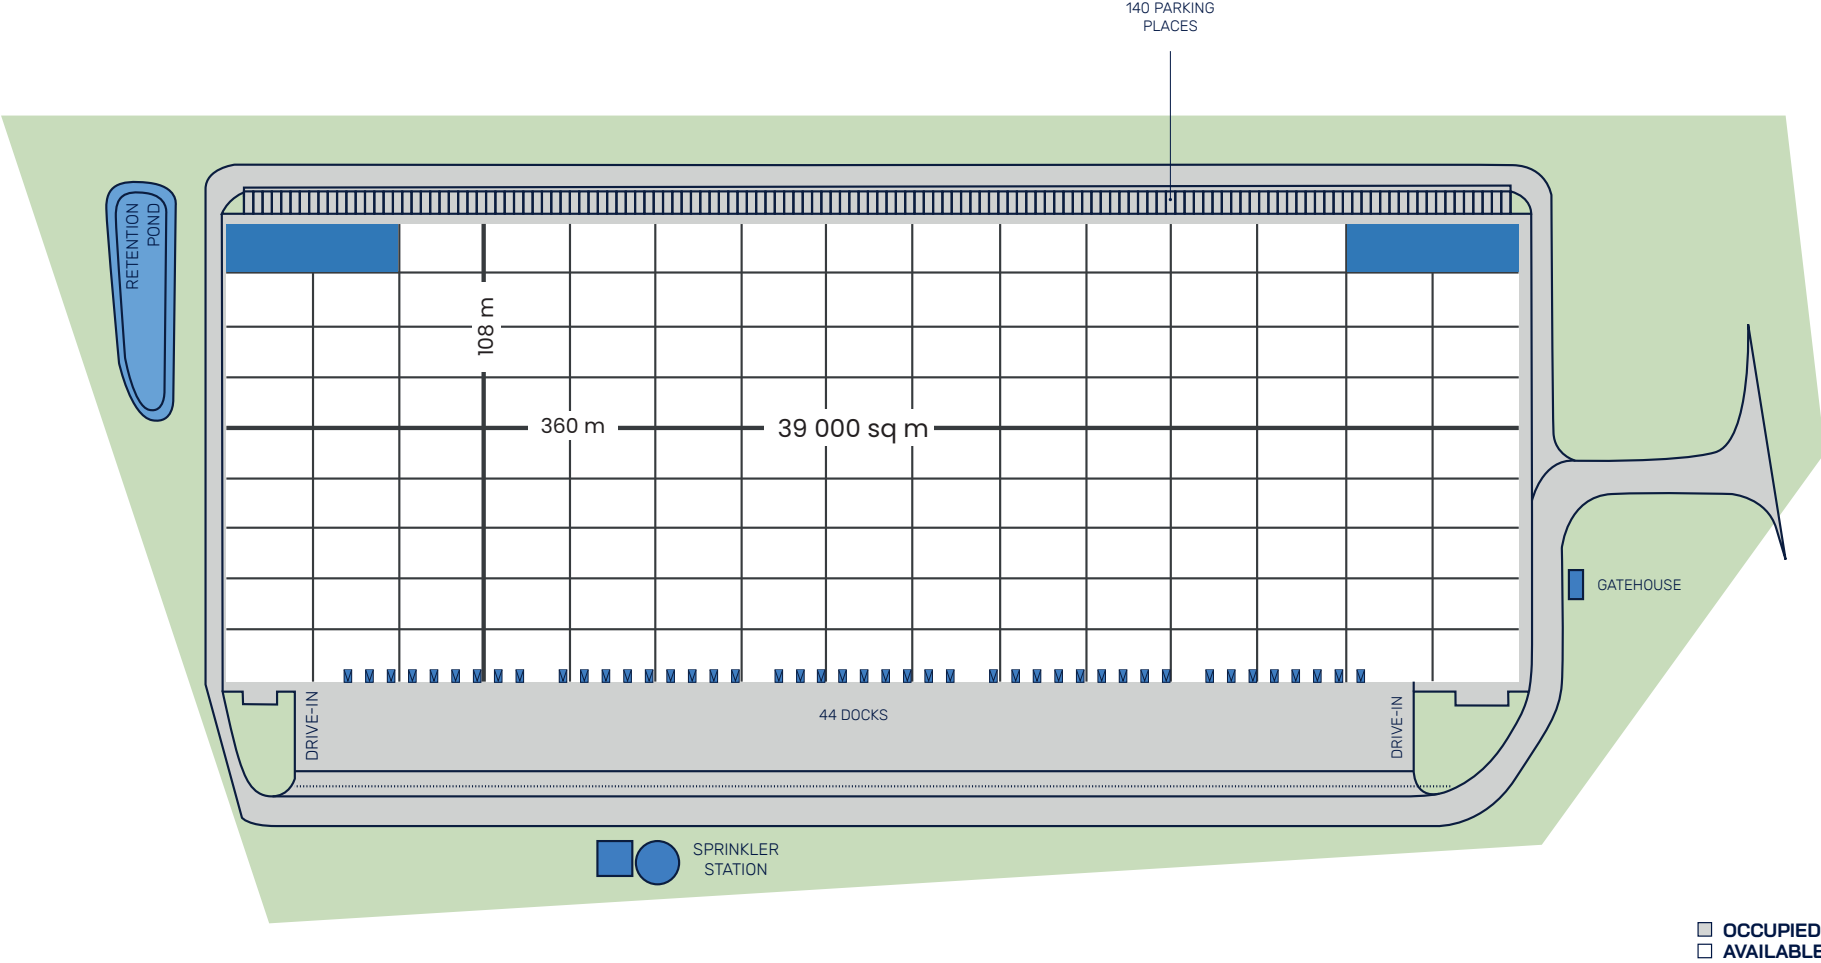 140 PARKING
PLACES
RETENTION
POND
108 m
360 m
39 000 sq m
GATEHOUSE
DRIVE-IN
44 DOCKS
DRIVE-IN
SPRINKLER
STATION
OCCUPIED
AVAILABLE